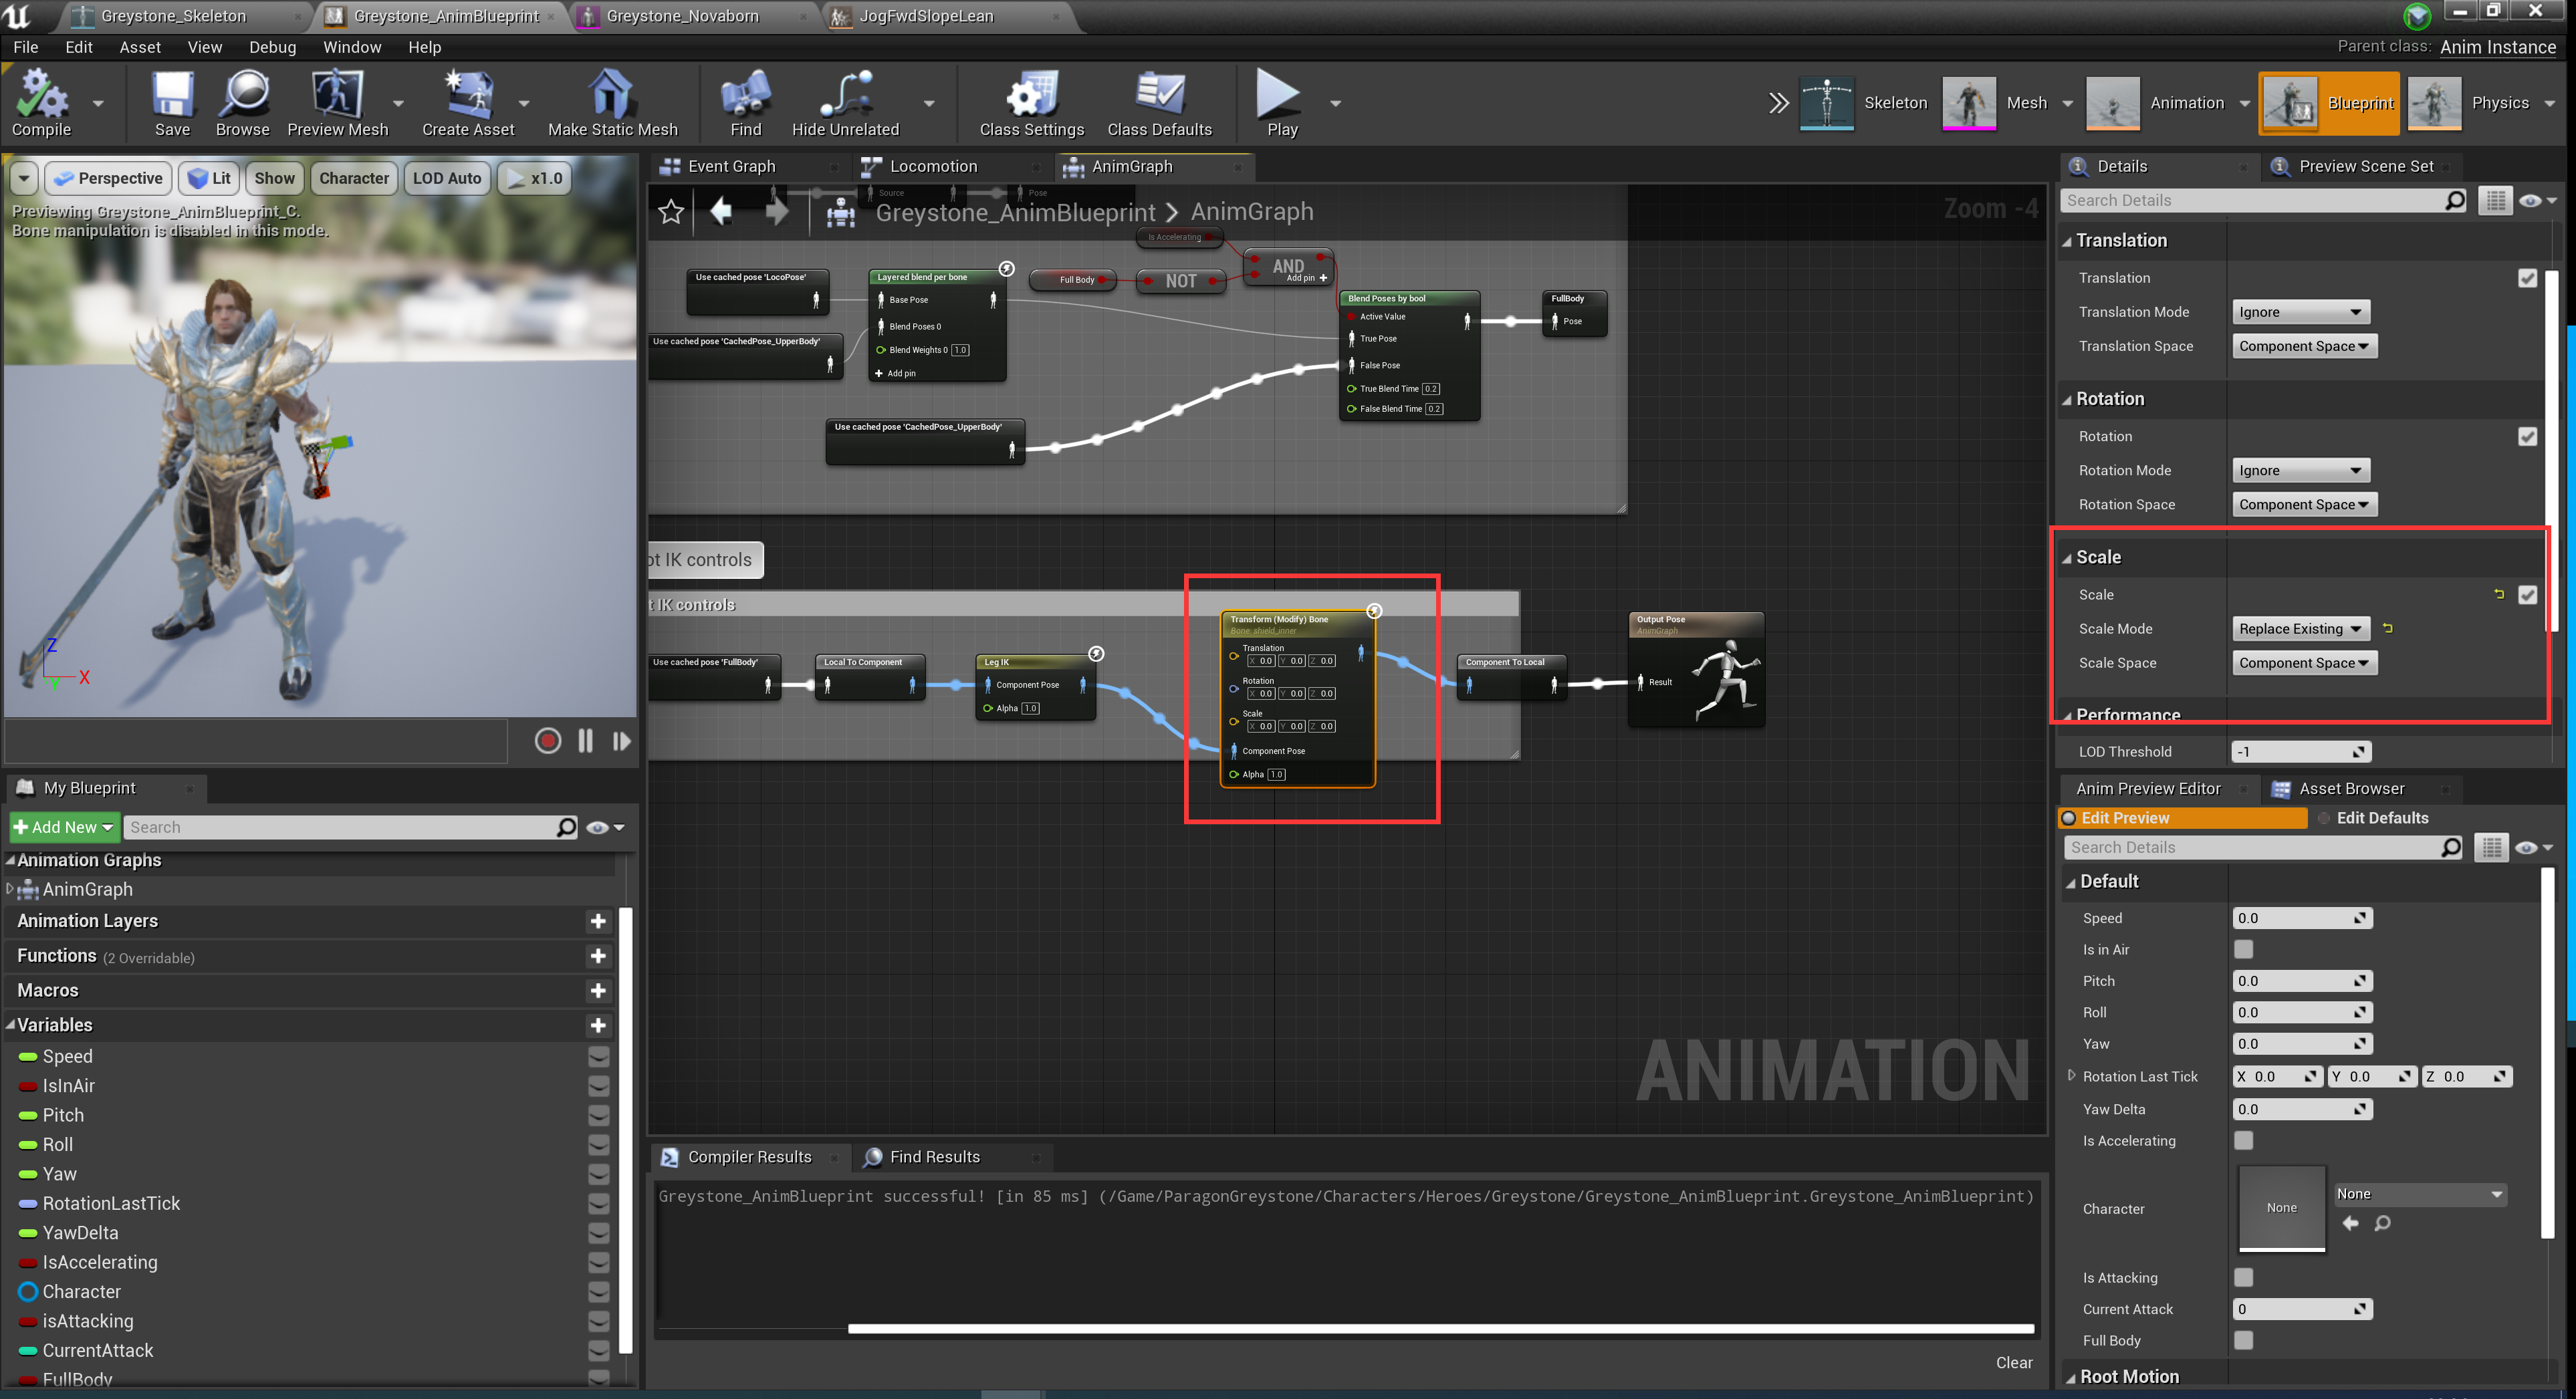 Greystone_Skeleton
Greystone_AnimBlueprint
Greystone_Novaborn
JogFwdSlopeLean
File Edit Asset View Debug Window Help
Parent class: Anim Instance
Compile
Save
Browse
Preview Mesh
Create Asset
Make Static Mesh
Find
Hide Unrelated
Class Settings
Class Defaults
Play
Skeleton
Mesh
Animation
Blueprint
Physics
Perspective
Lit
Show
Character
LOD Auto
x1.0
Previewing Greystone_AnimBlueprint_C.
Bone manipulation is disabled in this mode.
Z
X
Y
Event Graph
Locomotion
AnimGraph
Source
Pose
Greystone_AnimBlueprint > AnimGraph
Zoom -4
Is Accelerating
Use cached pose 'LocoPose'
Layered blend per bone
Base Pose
Blend Poses 0
Blend Weights 0 1.0
Add pin
Use cached pose 'CachedPose_UpperBody'
Full Body
NOT
AND
Add pin
Blend Poses by bool
Active Value
True Pose
False Pose
True Blend Time 0.2
False Blend Time 0.2
FullBody
Pose
Use cached pose 'CachedPose_UpperBody'
ot IK controls
t IK controls
Use cached pose 'FullBody'
Local To Component
Leg IK
Component Pose
Alpha 1.0
Transform (Modify) Bone
Bone: shield_inner
Translation
X 0.0 Y 0.0 Z 0.0
Rotation
X 0.0 Y 0.0 Z 0.0
Scale
X 0.0 Y 0.0 Z 0.0
Component Pose
Alpha 1.0
Component To Local
Output Pose
AnimGraph
Result
ANIMATION
Compiler Results
Find Results
Greystone_AnimBlueprint successful! [in 85 ms] (/Game/ParagonGreystone/Characters/Heroes/Greystone/Greystone_AnimBlueprint.Greystone_AnimBlueprint)
Clear
My Blueprint
Add New
Search
Animation Graphs
AnimGraph
Animation Layers
Functions (2 Overridable)
Macros
Variables
Speed
IsInAir
Pitch
Roll
Yaw
RotationLastTick
YawDelta
IsAccelerating
Character
isAttacking
CurrentAttack
FullBody
Details
Preview Scene Set
Search Details
Translation
Translation
Translation Mode Ignore
Translation Space Component Space
Rotation
Rotation
Rotation Mode Ignore
Rotation Space Component Space
Scale
Scale
Scale Mode Replace Existing
Scale Space Component Space
Performance
LOD Threshold -1
Anim Preview Editor
Asset Browser
Edit Preview
Edit Defaults
Search Details
Default
Speed 0.0
Is in Air
Pitch 0.0
Roll 0.0
Yaw 0.0
Rotation Last Tick X 0.0 Y 0.0 Z 0.0
Yaw Delta 0.0
Is Accelerating
Character None None
Is Attacking
Current Attack 0
Full Body
Root Motion